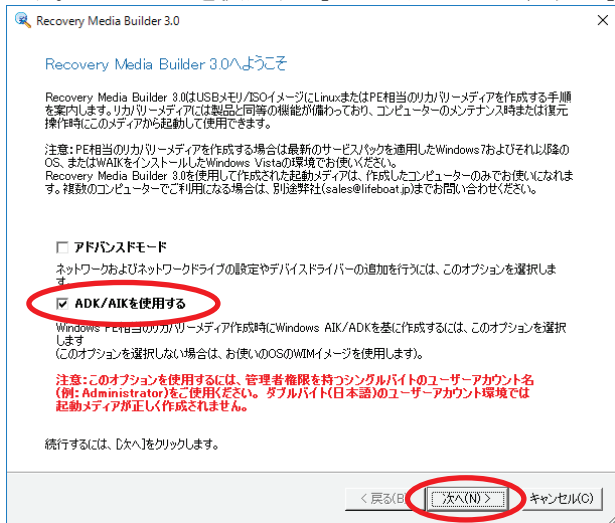 Recovery Media Builder 3.0
Recovery Media Builder 3.0へようこそ
Recovery Media Builder 3.0はUSBメモリ/ISOイメージにLinuxまたはPE相当のリカバリーメディアを作成する手順
を案内します。リカバリーメディアには製品と同等の機能が備わっており、コンピューターのメンテナンス時または復元
操作時にこのメディアから起動して使用できます。
注意：PE相当のリカバリーメディアを作成する場合は最新のサービスパックを適用したWindows7およびそれ以降の
OS、またはWAIKをインストールしたWindows Vistaの環境でお使いください。
Recovery Media Builder 3.0を使用して作成された起動メディアは、作成したコンピューターのみでお使いになれま
す。複数のコンピューターでご利用になる場合は、別途弊社(sales@lifeboat.jp)までお問い合わせください。
アドバンスドモード
ネットワークおよびネットワークドライブの設定やデバイスドライバーの追加を行うには、このオプションを選択しま
す。
ADK/AIKを使用する
Windows PE相当のリカバリーメディア作成時にWindows AIK/ADKを基に作成するには、このオプションを選択
します
(このオプションを選択しない場合は、お使いのOSのWIMイメージを使用します)。
注意：このオプションを使用するには、管理者権限を持つシングルバイトのユーザーアカウント名
(例：Administrator)をご使用ください。ダブルバイト(日本語)のユーザーアカウント環境では
起動メディアが正しく作成されません。
続行するには、[次へ]をクリックします。
< 戻る(B 次へ(N) > キャンセル(C)